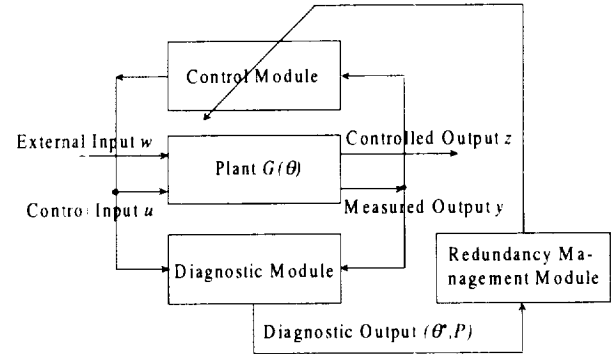 Control Module
External Input w
Controlled Output z
Plant G(θ)
Control Input u
Measured Output y
Diagnostic Module
Redundancy Ma-
nagement Module
Diagnostic Output (θ*,P)